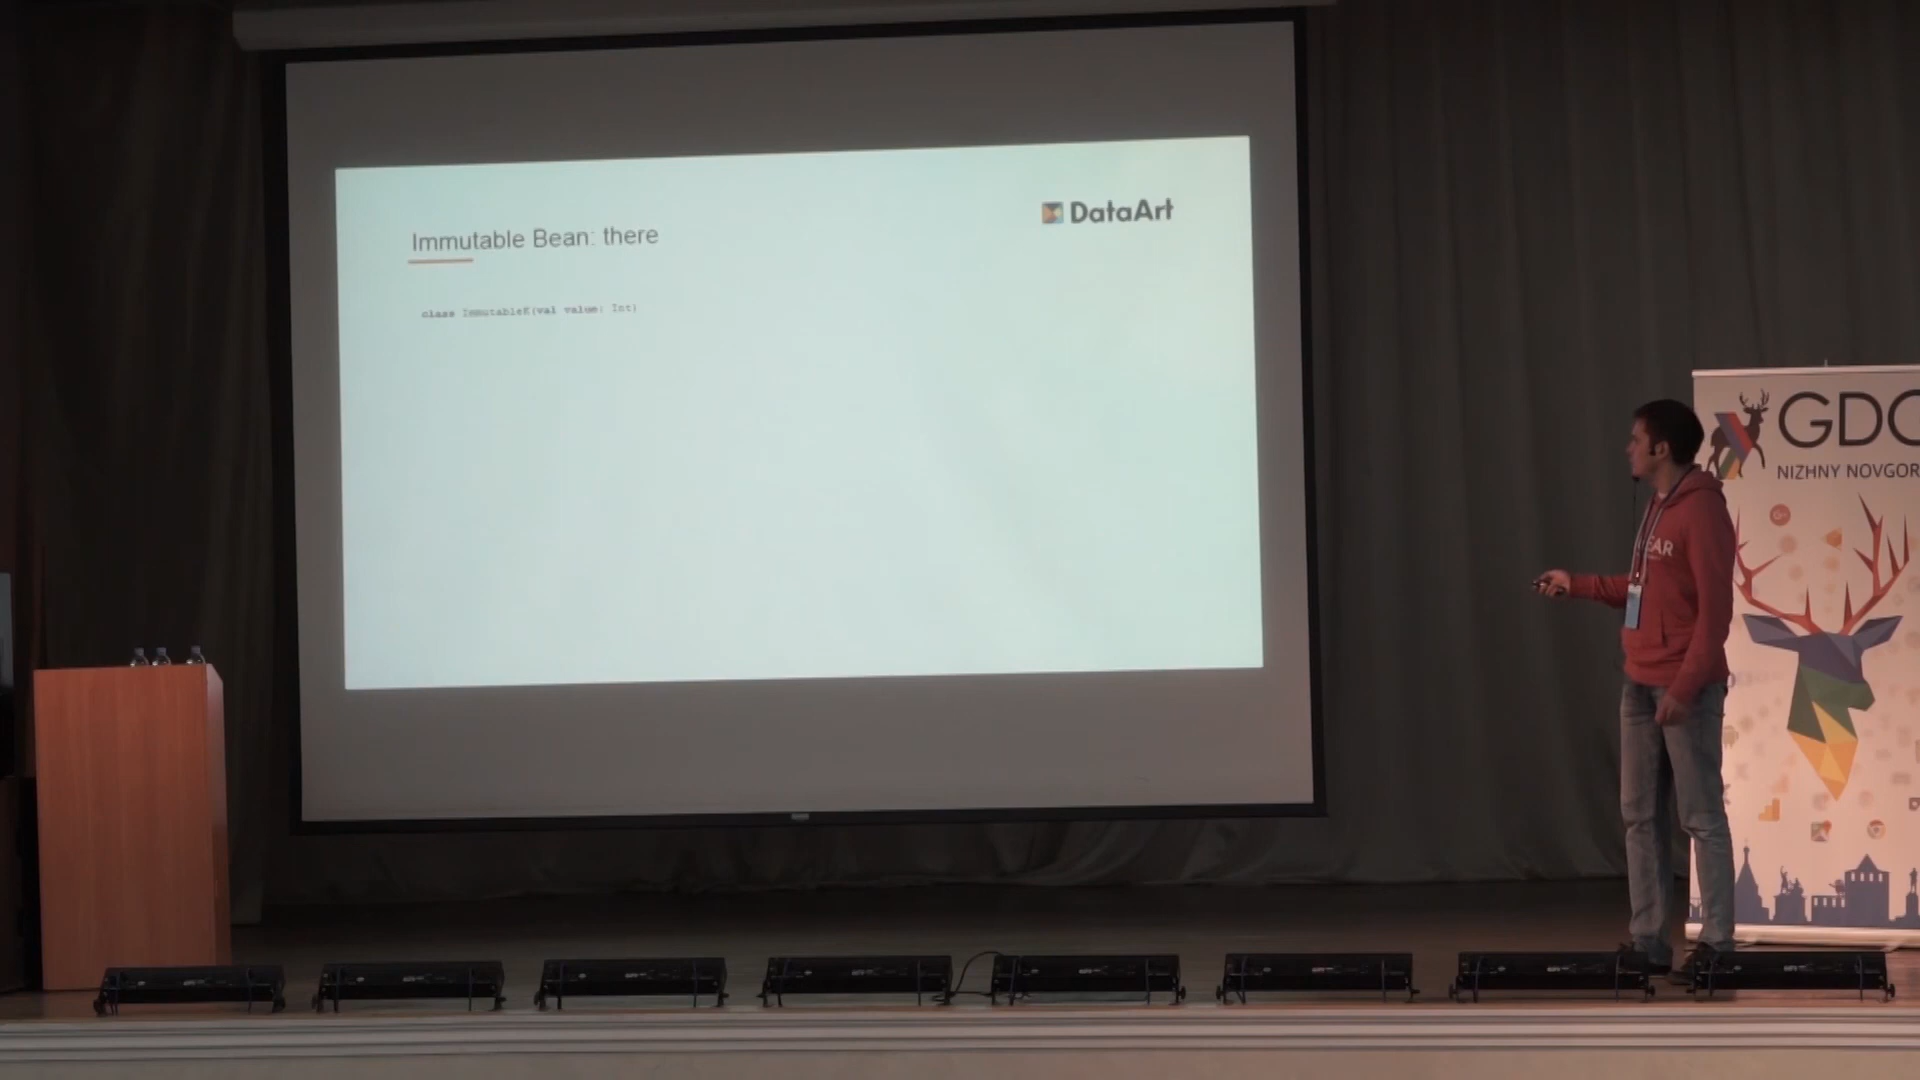 DataArt
Immutable Bean: there
class ImmutableK(val value: Int)
GDG
NIZHNY NOVGOR